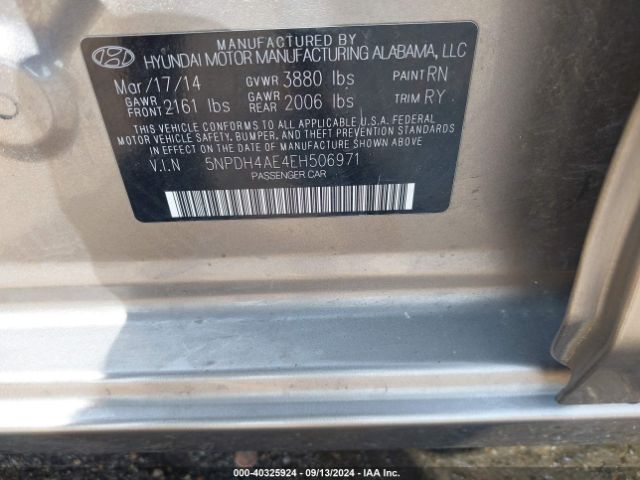 MANUFACTURED BY
HYUNDAI MOTOR MANUFACTURING ALABAMA, LLC
Mar/17/14 GVWR 3880 lbs PAINT RN
GAWR FRONT 2161 lbs GAWR REAR 2006 lbs TRIM RY
THIS VEHICLE CONFORMS TO ALL APPLICABLE U.S.A. FEDERAL
MOTOR VEHICLE SAFETY, BUMPER, AND THEFT PREVENTION STANDARDS
IN EFFECT ON THE DATE OF MANUFACTURE SHOWN ABOVE
V.I.N 5NPDH4AE4EH506971
PASSENGER CAR
000-40325924 - 09/13/2024 - IAA Inc.